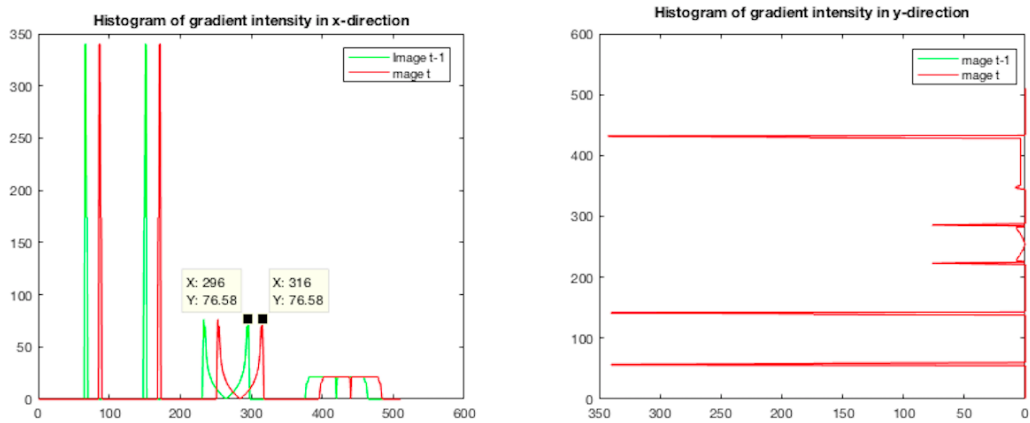 Histogram of gradient intensity in x-direction
350
300
250
200
150
100
50
0
0 100 200 300 400 500 600
Image t-1
mage t
X: 296
Y: 76.58
X: 316
Y: 76.58
Histogram of gradient intensity in y-direction
600
500
400
300
200
100
0
350 300 250 200 150 100 50 0
mage t-1
mage t